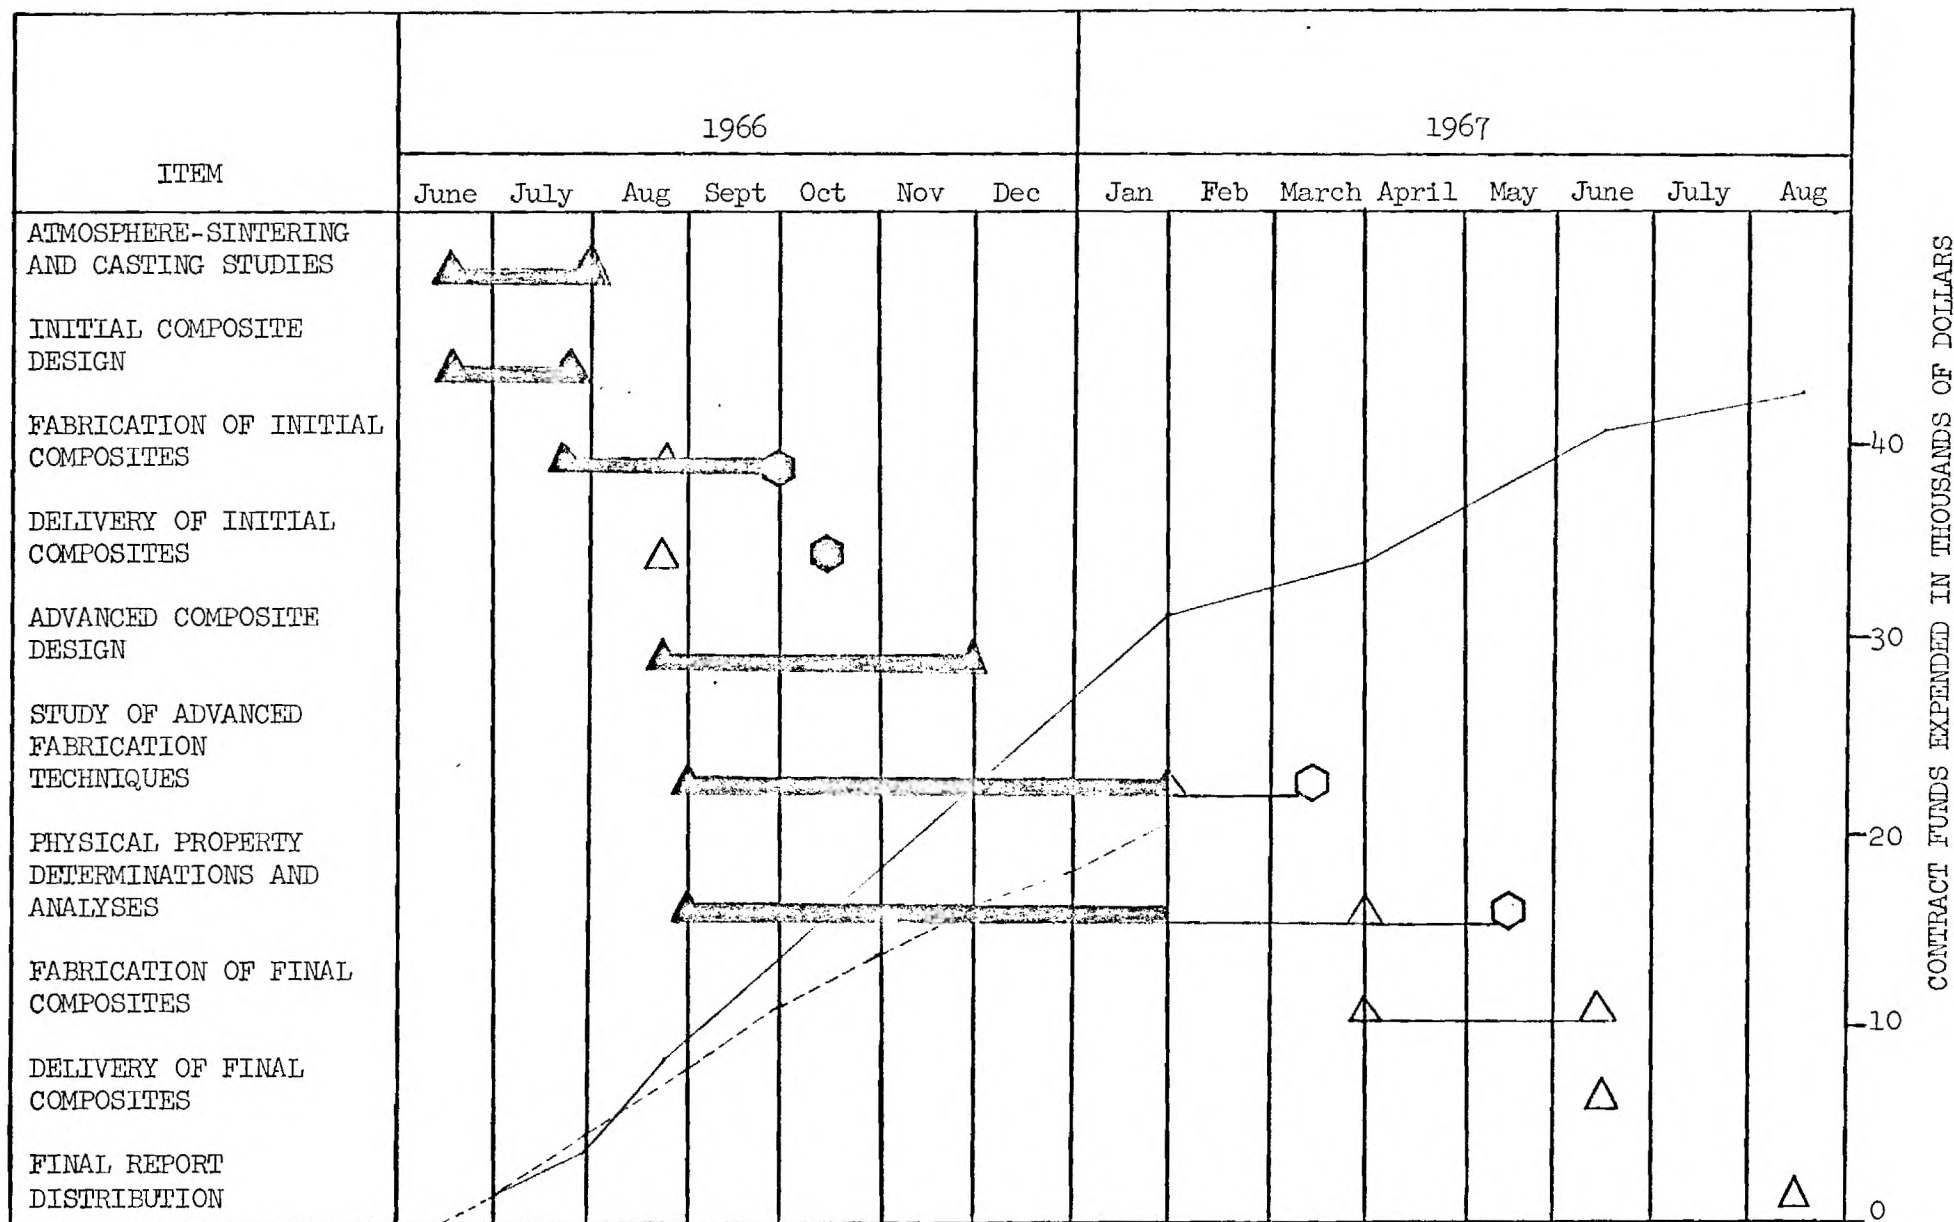 1966
1967
ITEM
June July Aug Sept Oct Nov Dec Jan Feb March April May June July Aug
ATMOSPHERE-SINTERING
AND CASTING STUDIES
INITIAL COMPOSITE
DESIGN
FABRICATION OF INITIAL
COMPOSITES
DELIVERY OF INITIAL
COMPOSITES
ADVANCED COMPOSITE
DESIGN
STUDY OF ADVANCED
FABRICATION
TECHNIQUES
PHYSICAL PROPERTY
DETERMINATIONS AND
ANALYSES
FABRICATION OF FINAL
COMPOSITES
DELIVERY OF FINAL
COMPOSITES
FINAL REPORT
DISTRIBUTION
40
30
20
10
0
CONTRACT FUNDS EXPENDED IN THOUSANDS OF DOLLARS